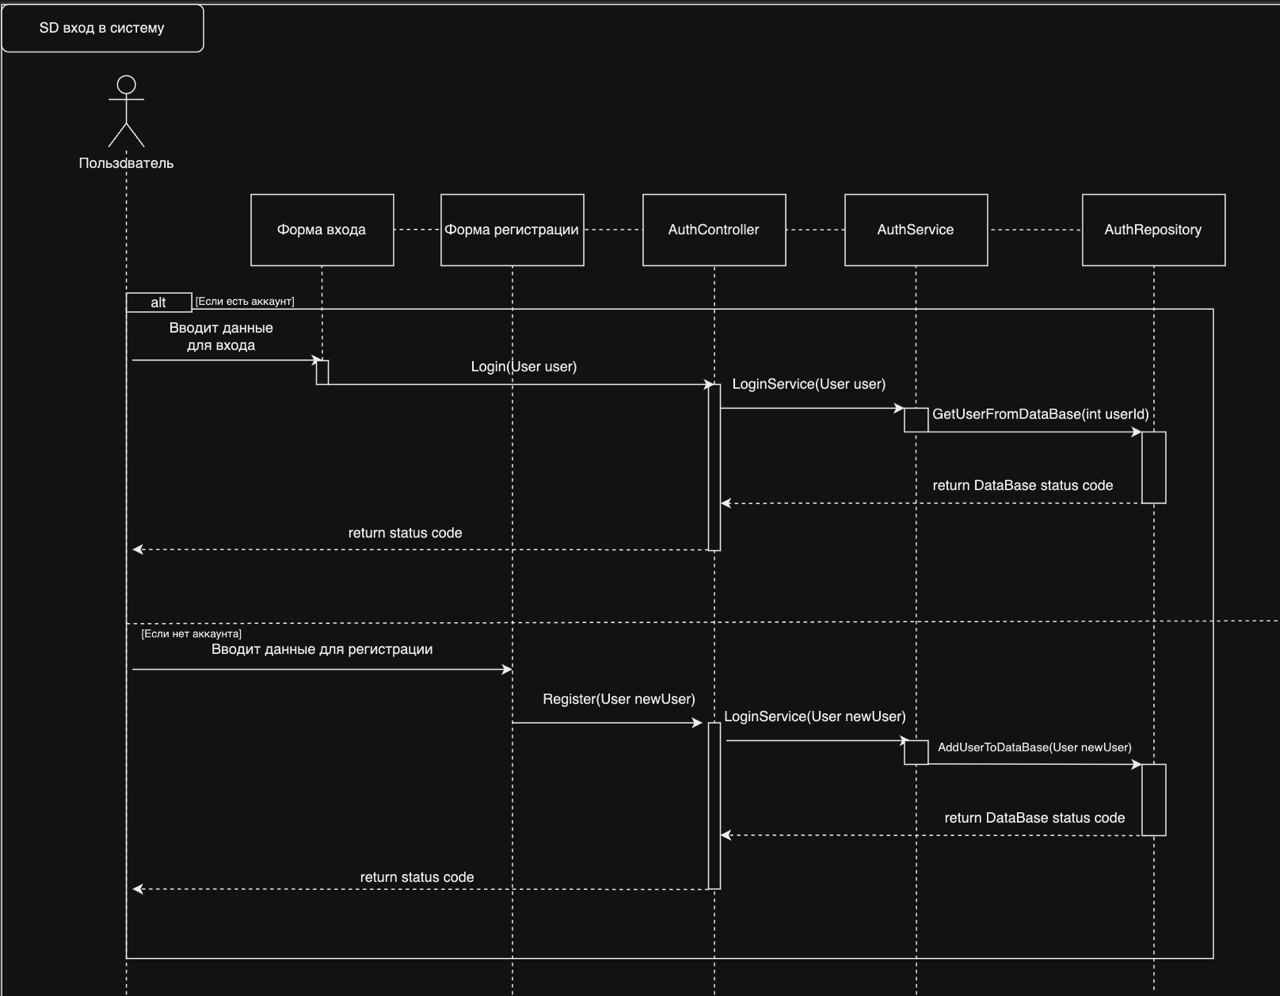 SD вход в систему
Пользователь
Форма входа
Форма регистрации
AuthController
AuthService
AuthRepository
alt
[Если есть аккаунт]
Вводит данные
для входа
Login(User user)
LoginService(User user)
GetUserFromDataBase(int userId)
return DataBase status code
return status code
[Если нет аккаунта]
Вводит данные для регистрации
Register(User newUser)
LoginService(User newUser)
AddUserToDataBase(User newUser)
return DataBase status code
return status code